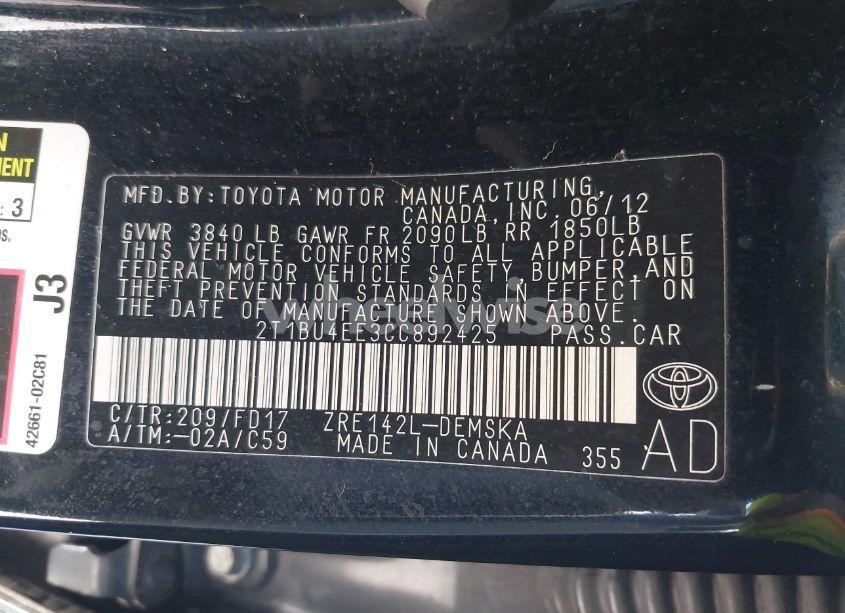 MFD.BY:TOYOTA MOTOR MANUFACTURING,
CANADA,INC. 06/12
GVWR 3840 LB GAWR FR 2090LB RR 1850LB
THIS VEHICLE CONFORMS TO ALL APPLICABLE
FEDERAL MOTOR VEHICLE SAFETY, BUMPER, AND
THEFT PREVENTION STANDARDS IN EFFECT ON
THE DATE OF MANUFACTURE SHOWN ABOVE.
PASS.CAR
C/TR:209/FD17 ZRE142L-DEMSKA
A/TM:-02A/C59 MADE IN CANADA 355
AD
J3
42661-02C81
3